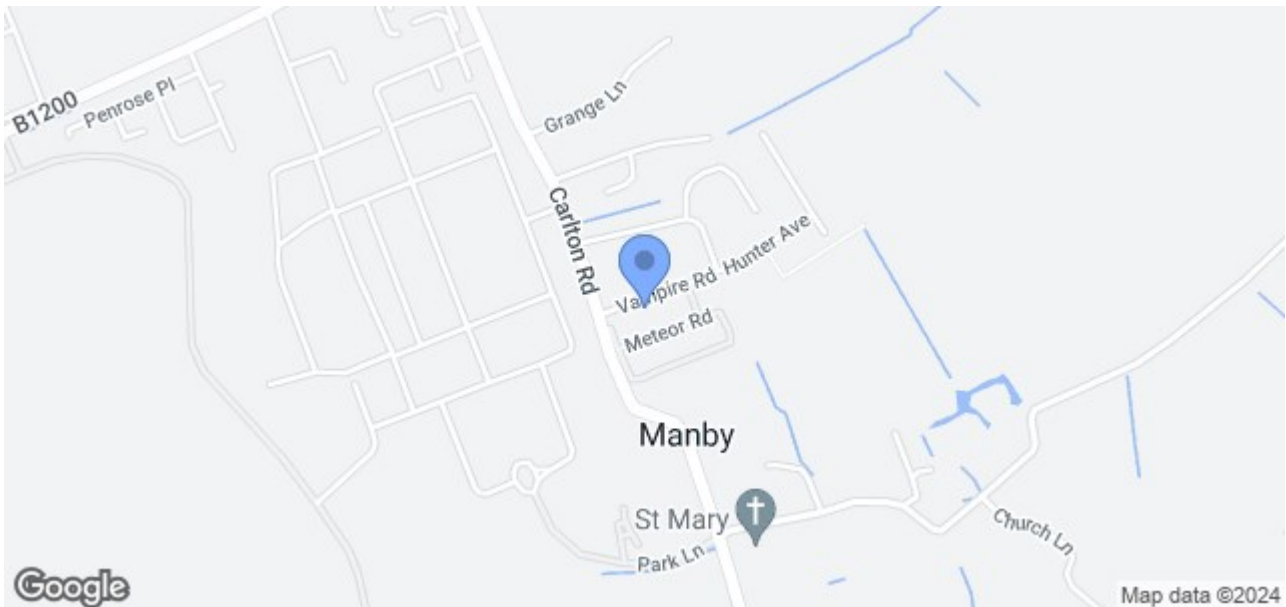 B1200
Penrose Pl
Grange Ln
Carlton Rd
Hunter Ave
Vampire Rd
Meteor Rd
Manby
St Mary
Park Ln
Church Ln
Google
Map data ©2024